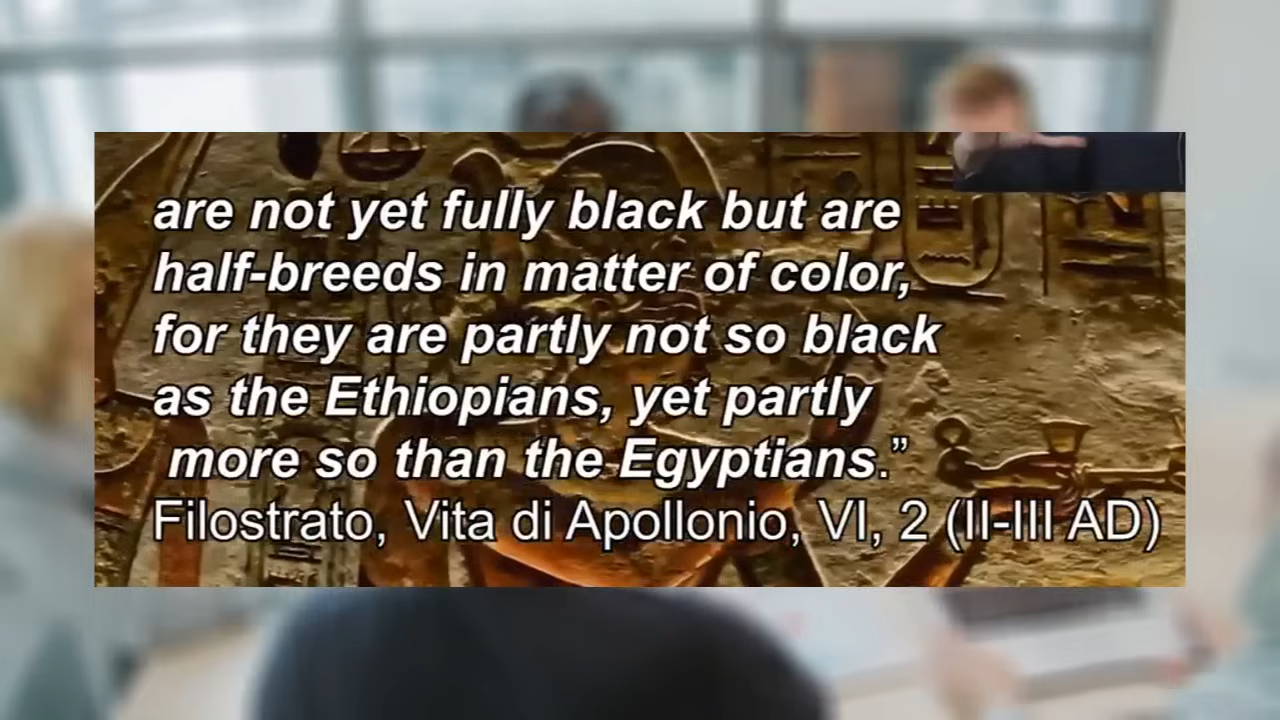 are not yet fully black but are
half-breeds in matter of color,
for they are partly not so black
as the Ethiopians, yet partly
more so than the Egyptians.”
Filostrato, Vita di Apollonio, VI, 2 (II-III AD)